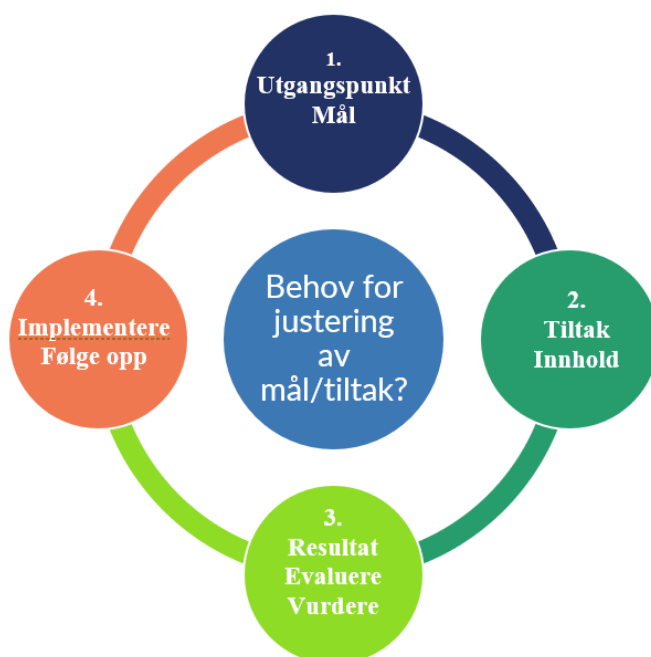 1.
Utgangspunkt
Mål
Behov for
justering
av
mål/tiltak?
2.
Tiltak
Innhold
3.
Resultat
Evaluere
Vurdere
4.
Implementere
Følge opp